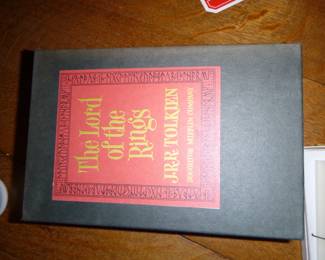 The Lord
of the
Rings
J.R.R. TOLKIEN
HOUGHTON MIFFLIN COMPANY